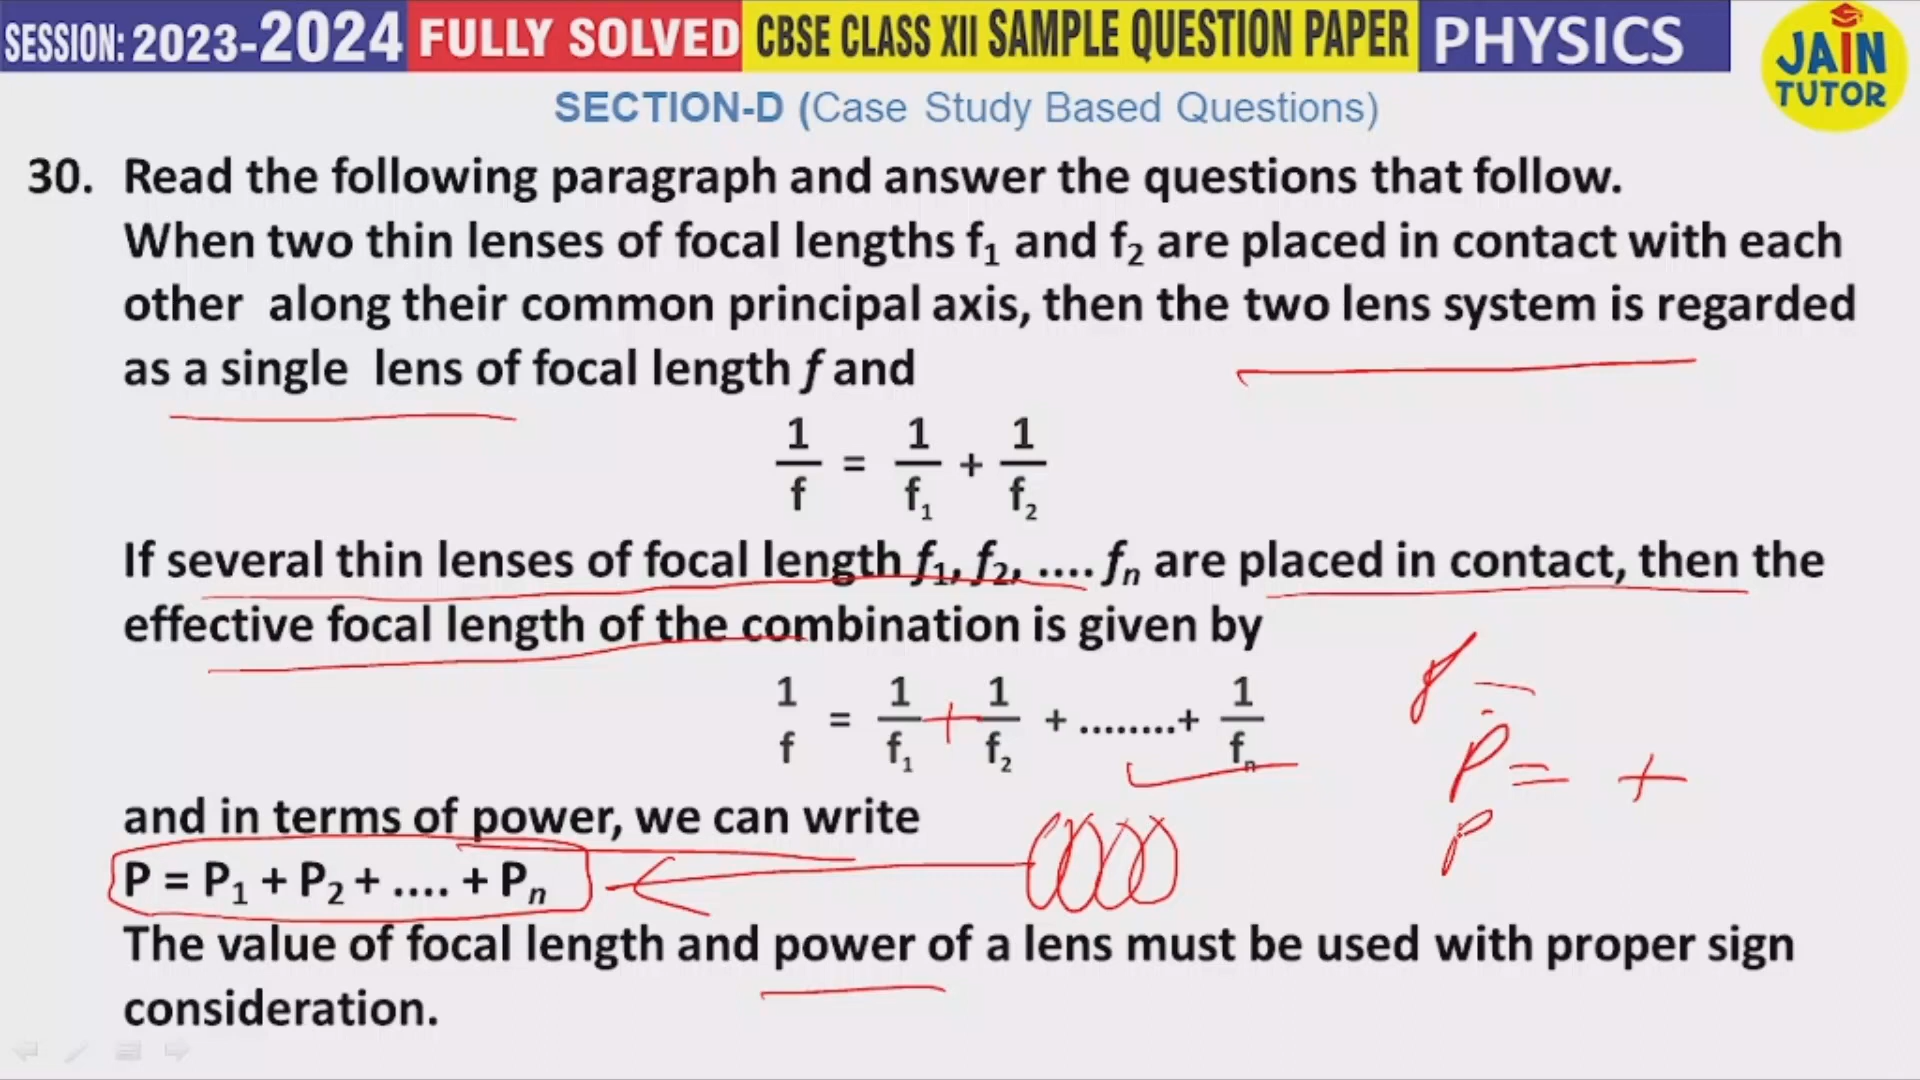 SESSION: 2023-2024 FULLY SOLVED CBSE CLASS XII SAMPLE QUESTION PAPER PHYSICS
JAIN
TUTOR
SECTION-D (Case Study Based Questions)
30. Read the following paragraph and answer the questions that follow.
When two thin lenses of focal lengths f₁ and f₂ are placed in contact with each
other along their common principal axis, then the two lens system is regarded
as a single lens of focal length f and
1/f = 1/f₁ + 1/f₂
If several thin lenses of focal length f₁, f₂, .... fₙ are placed in contact, then the
effective focal length of the combination is given by
1/f = 1/f₁ + 1/f₂ + ........+ 1/fₙ
f -
P = +
P
and in terms of power, we can write
P = P₁ + P₂ + .... + Pₙ
The value of focal length and power of a lens must be used with proper sign
consideration.